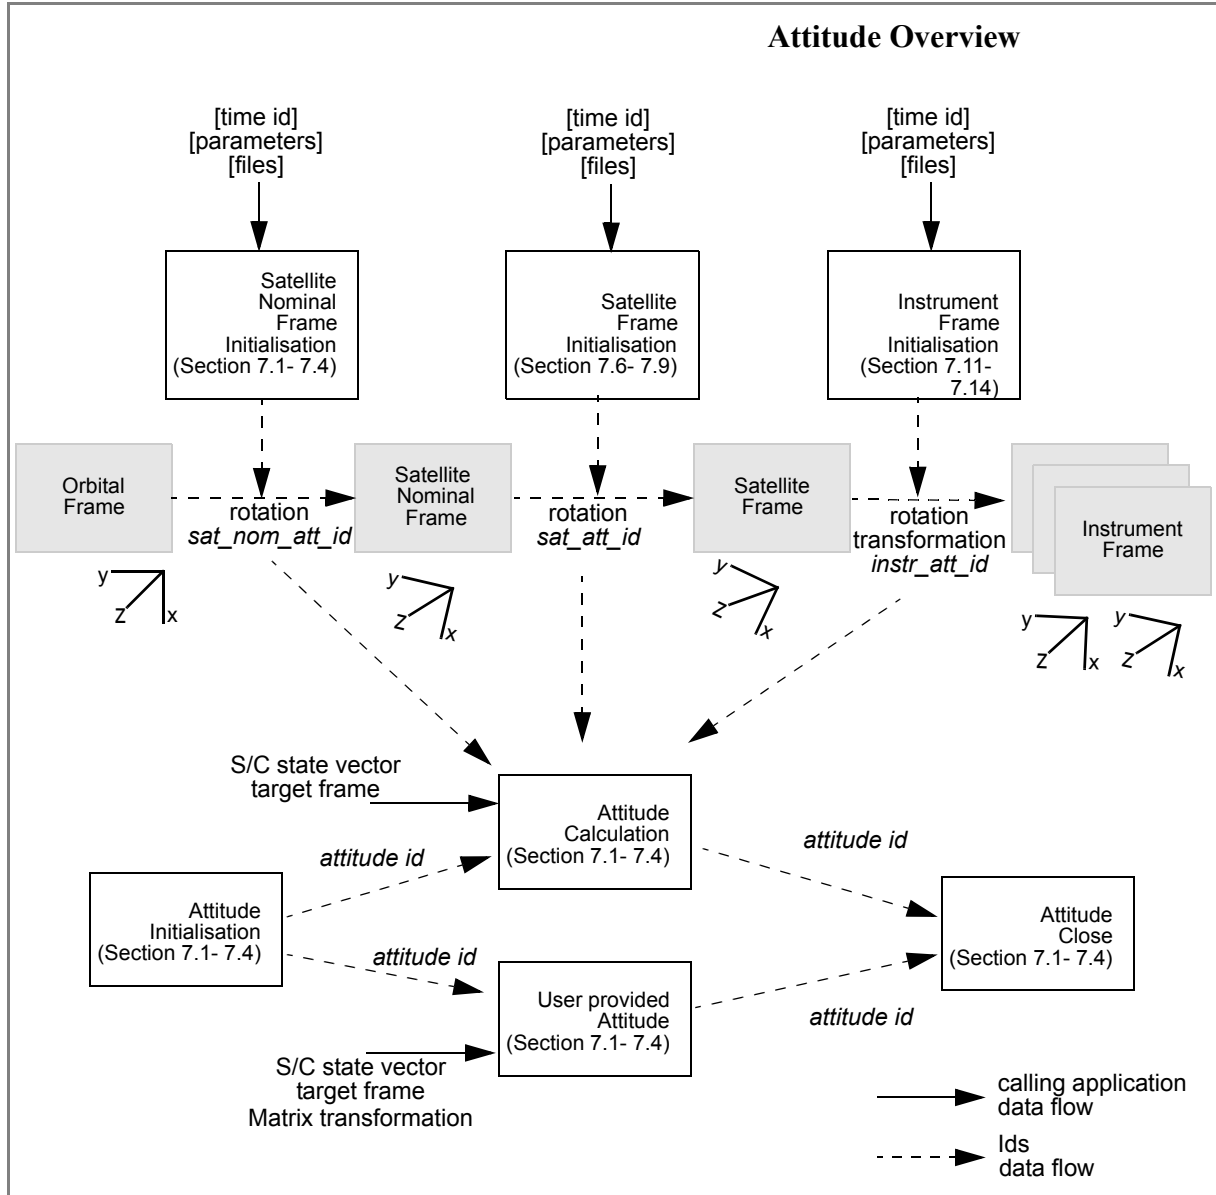 Attitude Overview
[time id]
[parameters]
[files]
[time id]
[parameters]
[files]
[time id]
[parameters]
[files]
Satellite
Nominal
Frame
Initialisation
(Section 7.1- 7.4)
Satellite
Frame
Initialisation
(Section 7.6- 7.9)
Instrument
Frame
Initialisation
(Section 7.11-
7.14)
Orbital
Frame
rotation
sat_nom_att_id
Satellite
Nominal
Frame
rotation
sat_att_id
Satellite
Frame
rotation
transformation
instr_att_id
Instrument
Frame
y
z
x
y
z
x
y
z
x
y
z
x
y
z
x
S/C state vector
target frame
Attitude
Calculation
(Section 7.1- 7.4)
attitude id
attitude id
Attitude
Initialisation
(Section 7.1- 7.4)
Attitude
Close
(Section 7.1- 7.4)
attitude id
User provided
Attitude
(Section 7.1- 7.4)
attitude id
S/C state vector
target frame
Matrix transformation
calling application
data flow
Ids
data flow